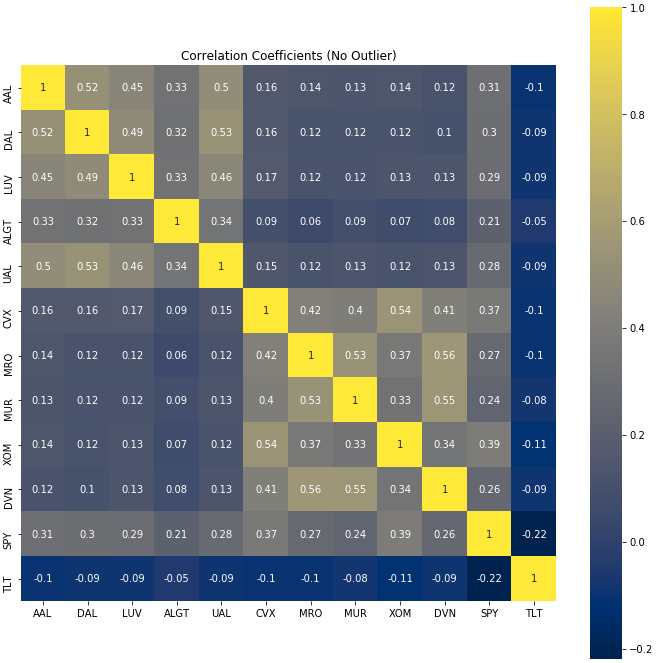 Correlation Coefficients (No Outlier)
AAL 1 0.52 0.45 0.33 0.5 0.16 0.14 0.13 0.14 0.12 0.31 -0.1
DAL 0.52 1 0.49 0.32 0.53 0.16 0.12 0.12 0.12 0.1 0.3 -0.09
LUV 0.45 0.49 1 0.33 0.46 0.17 0.12 0.12 0.13 0.13 0.29 -0.09
ALGT 0.33 0.32 0.33 1 0.34 0.09 0.06 0.09 0.07 0.08 0.21 -0.05
UAL 0.5 0.53 0.46 0.34 1 0.15 0.12 0.13 0.12 0.13 0.28 -0.09
CVX 0.16 0.16 0.17 0.09 0.15 1 0.42 0.4 0.54 0.41 0.37 -0.1
MRO 0.14 0.12 0.12 0.06 0.12 0.42 1 0.53 0.37 0.56 0.27 -0.1
MUR 0.13 0.12 0.12 0.09 0.13 0.4 0.53 1 0.33 0.55 0.24 -0.08
XOM 0.14 0.12 0.13 0.07 0.12 0.54 0.37 0.33 1 0.34 0.39 -0.11
DVN 0.12 0.1 0.13 0.08 0.13 0.41 0.56 0.55 0.34 1 0.26 -0.09
SPY 0.31 0.3 0.29 0.21 0.28 0.37 0.27 0.24 0.39 0.26 1 -0.22
TLT -0.1 -0.09 -0.09 -0.05 -0.09 -0.1 -0.1 -0.08 -0.11 -0.09 -0.22 1
AAL DAL LUV ALGT UAL CVX MRO MUR XOM DVN SPY TLT
1.0
0.8
0.6
0.4
0.2
0.0
−0.2